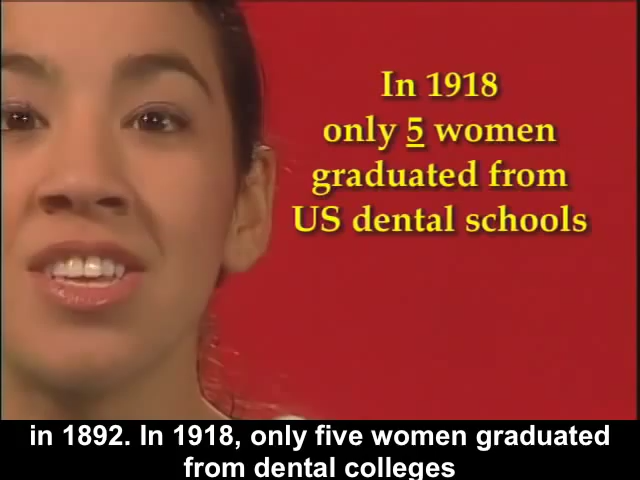 In 1918
only 5 women
graduated from
US dental schools
in 1892. In 1918, only five women graduated
from dental colleges